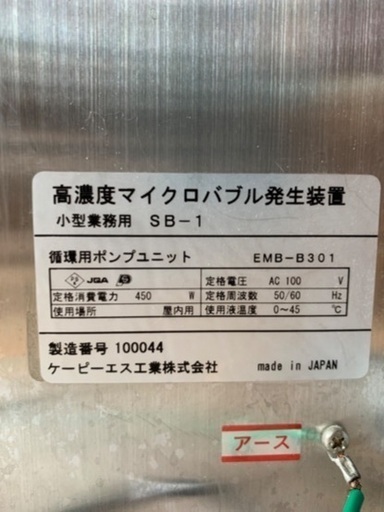 高濃度マイクロバブル発生装置
小型業務用 SB-1
循環用ポンプユニット EMB-B301
JQA 定格電圧 AC 100 V
定格消費電力 450 W 定格周波数 50/60 Hz
使用場所 屋内用 使用液温度 0~45 ℃
製造番号 100044
ケーピーエス工業株式会社 made in JAPAN
アース